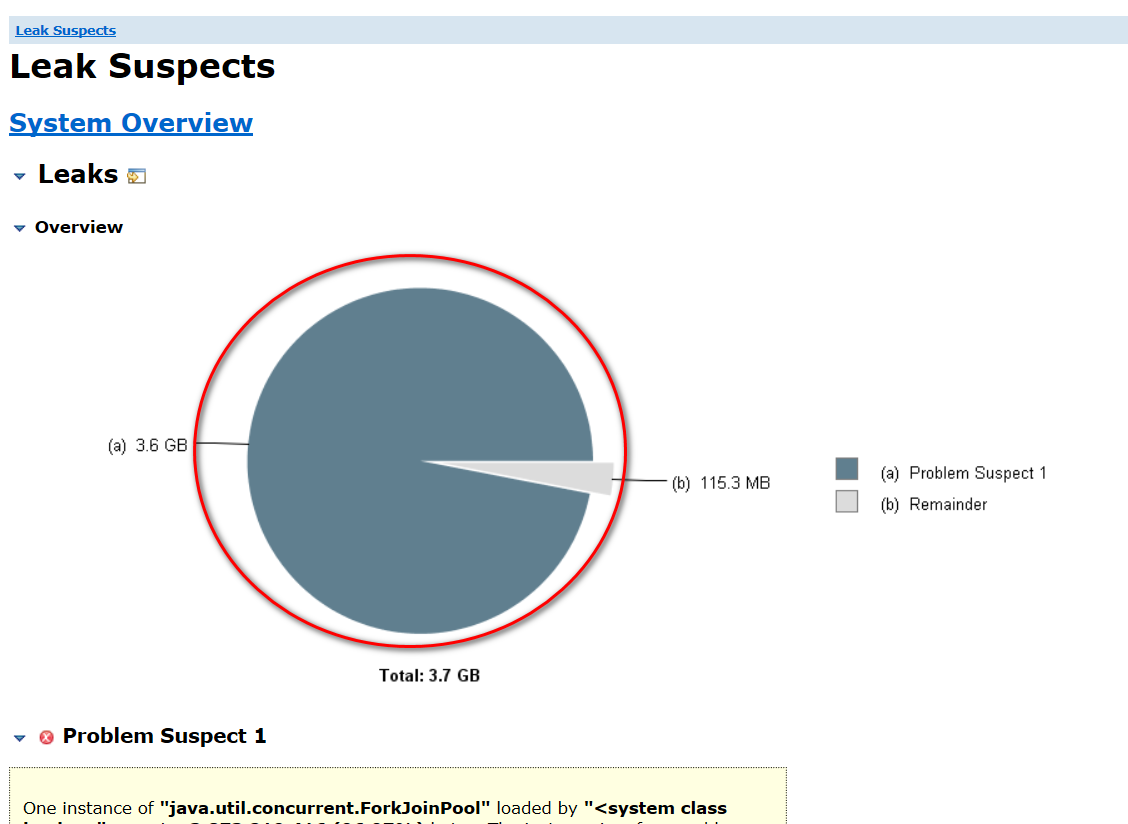 Leak Suspects
Leak Suspects
System Overview
Leaks
Overview
(a) 3.6 GB
(b) 115.3 MB
(a) Problem Suspect 1
(b) Remainder
Total: 3.7 GB
Problem Suspect 1
One instance of "java.util.concurrent.ForkJoinPool" loaded by "<system class